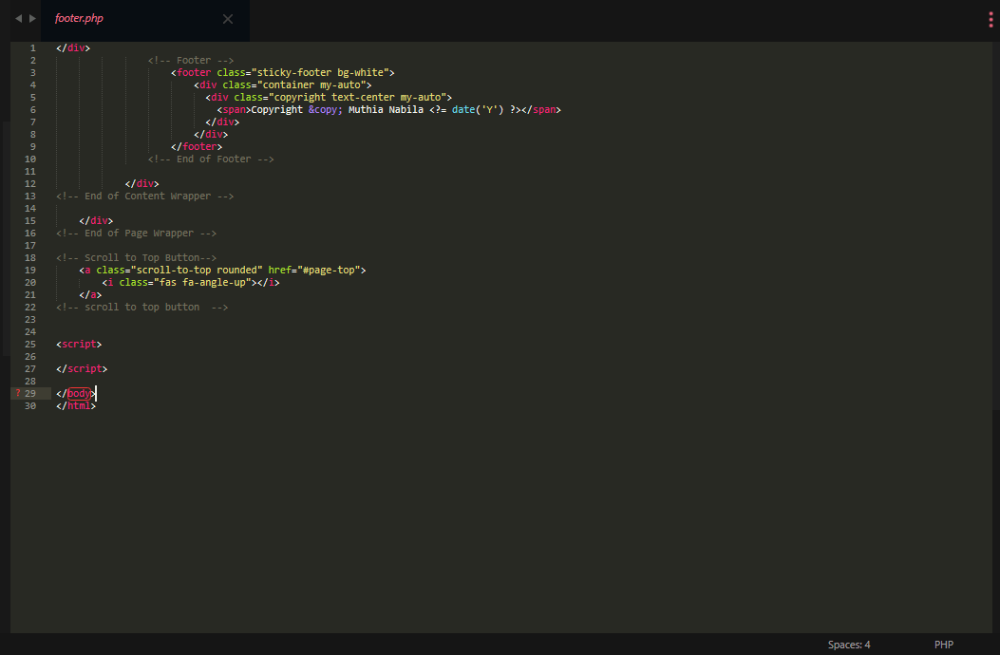 footer.php
1 </div>
2 <!-- Footer -->
3 <footer class="sticky-footer bg-white">
4 <div class="container my-auto">
5 <div class="copyright text-center my-auto">
6 <span>Copyright &copy; Muthia Nabila <?= date('Y') ?></span>
7 </div>
8 </div>
9 </footer>
10 <!-- End of Footer -->
11
12 </div>
13 <!-- End of Content Wrapper -->
14
15 </div>
16 <!-- End of Page Wrapper -->
17
18 <!-- Scroll to Top Button-->
19 <a class="scroll-to-top rounded" href="#page-top">
20 <i class="fas fa-angle-up"></i>
21 </a>
22 <!-- scroll to top button  -->
23
24
25 <script>
26
27 </script>
28
? 29 </body>
30 </html>
Spaces: 4 PHP